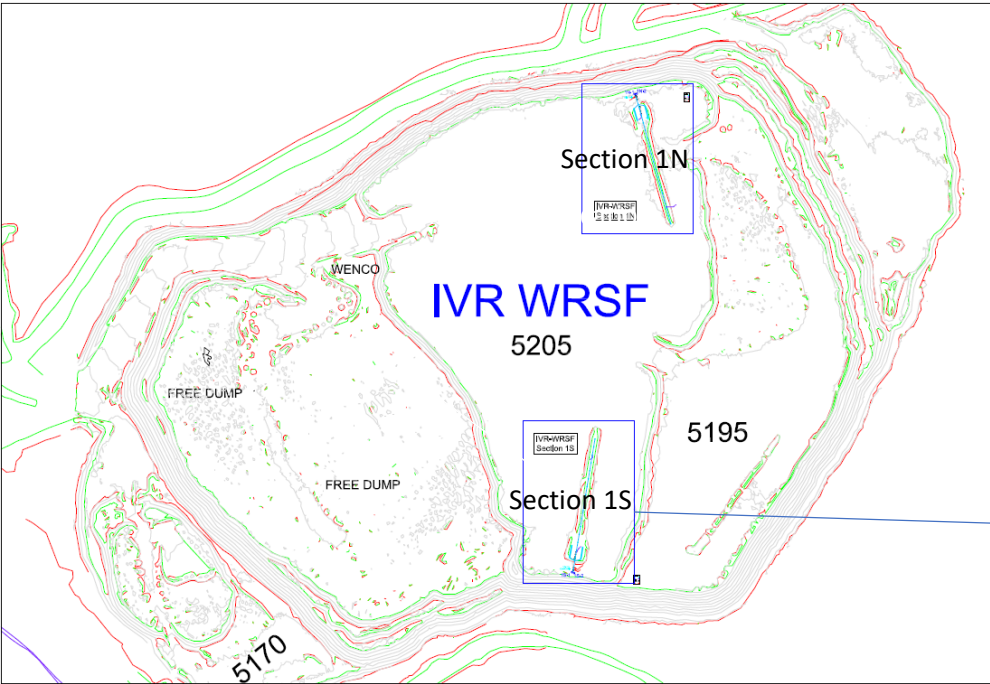 Section 1N
IVR-WRSF
Section 1N
WENCO
IVR WRSF
5205
FREE DUMP
5195
IVR-WRSF
Section 1S
FREE DUMP
Section 1S
5170